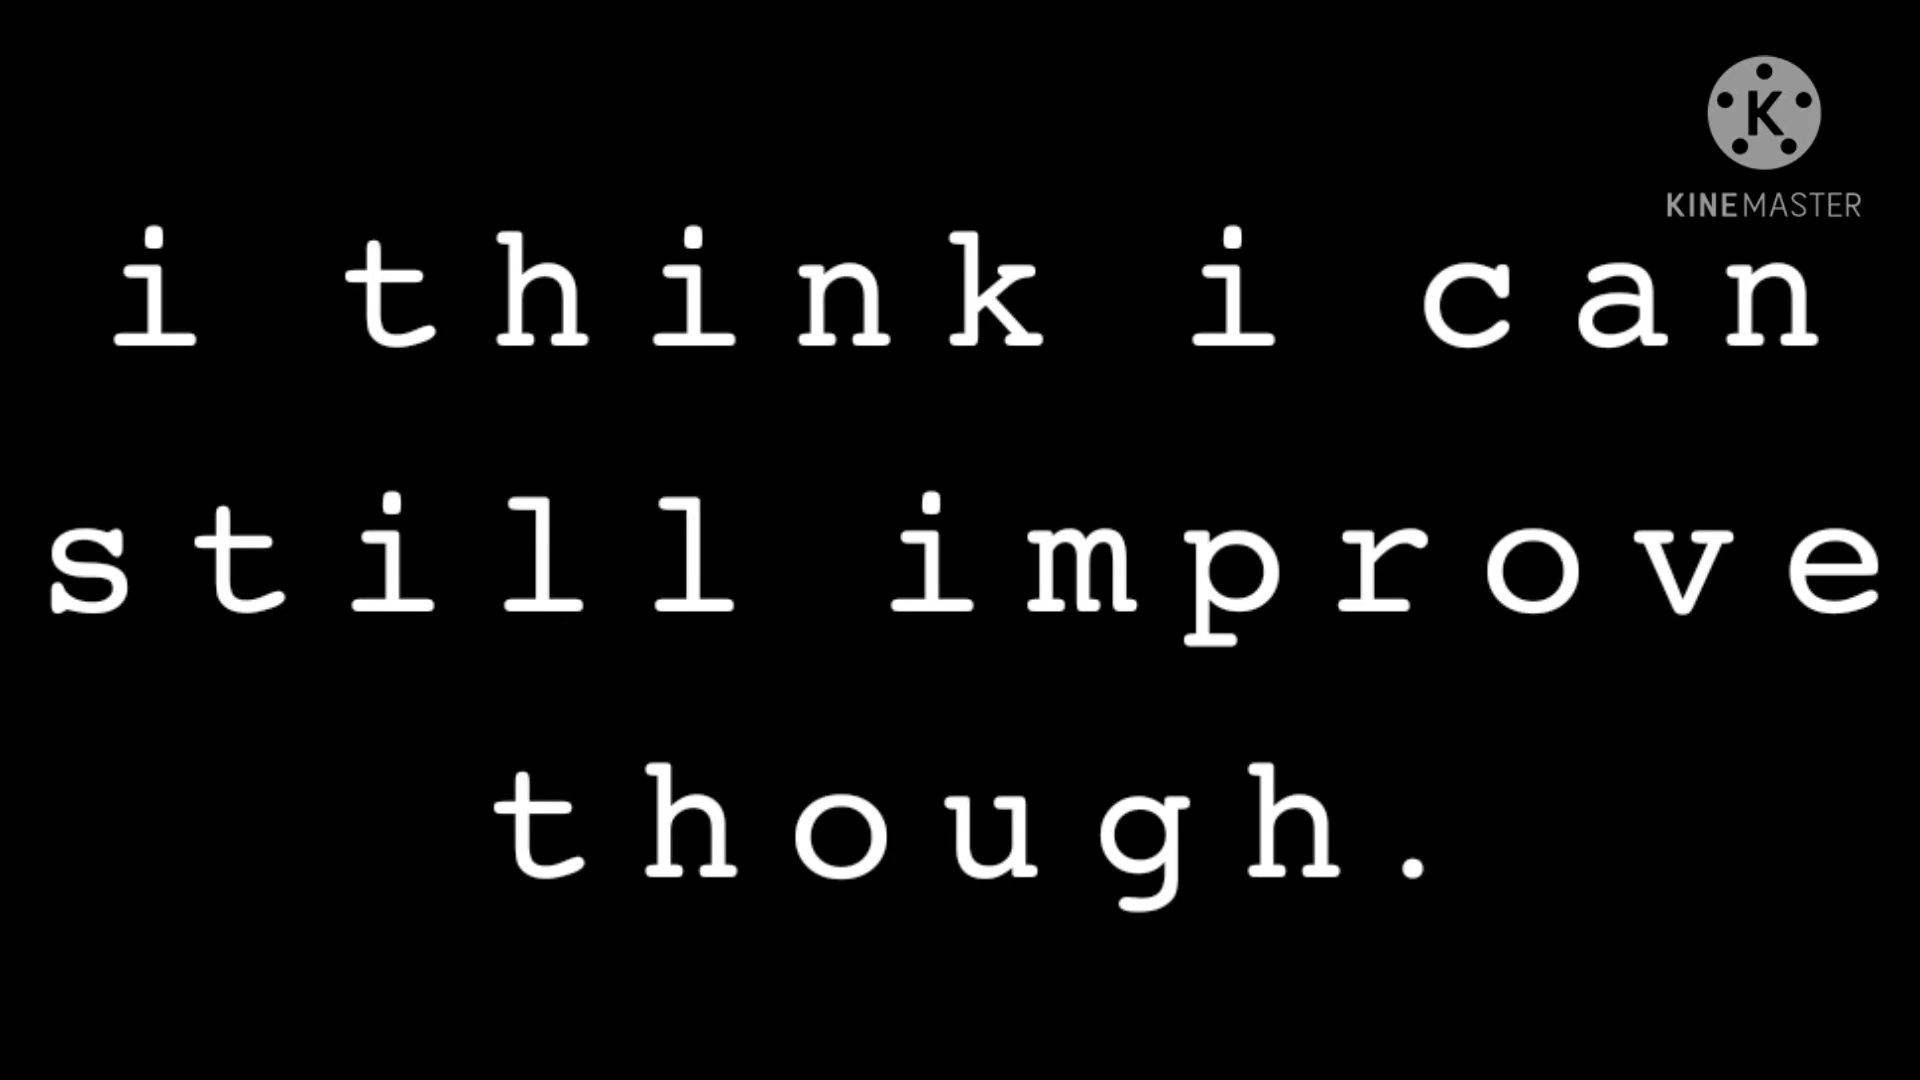 K
KINEMASTER
i think i can
still improve
though.